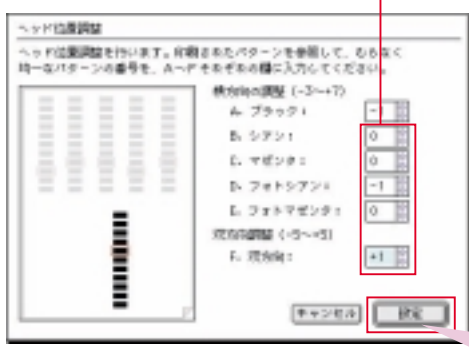 ヘッド位置調整
ヘッド位置調整を行います。印刷されたパターンを参照して、むらなく
均一なパターンの番号を、A～F それぞれの欄に入力してください。
横方向の調整 (-3～+7)
A. ブラック： -1
B. シアン： 0
C. マゼンタ： 0
D. フォトシアン： -1
E. フォトマゼンタ： 0
双方向調整 (-5～+5)
F. 双方向： +1
キャンセル 設定